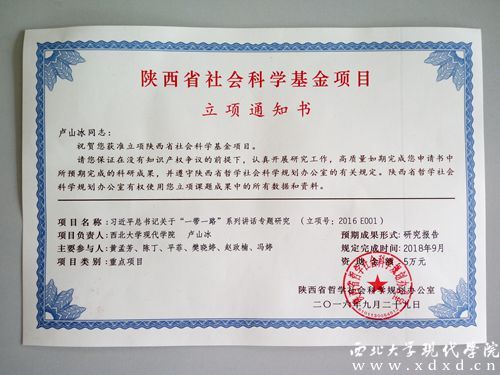 陕西省社会科学基金项目
立项通知书
卢山冰同志：
祝贺您获准立项陕西省社会科学基金项目。
请您保证在没有知识产权争议的前提下，认真开展研究工作，高质量如期完成您申请书中
所预期完成的科研成果，并遵守陕西省哲学社会科学规划办公室的有关规定。陕西省哲学社会科
学规划办公室有权使用您立项课题成果中的所有数据和资料。
项目名称：习近平总书记关于“一带一路”系列讲话专题研究 （立项号：2016E001）
项目负责人：西北大学现代学院 卢山冰 预期成果形式：研究报告
主要参与人：黄孟芳、陈丁、平菲、樊晓婷、赵政楠、冯婷 规定完成时间：2018年9月
项目类别：重点项目 资助金额：5万元
陕西省哲学社会科学规划办公室
二〇一六年九月二十九日
西北大学现代学院
www.xdxd.cn